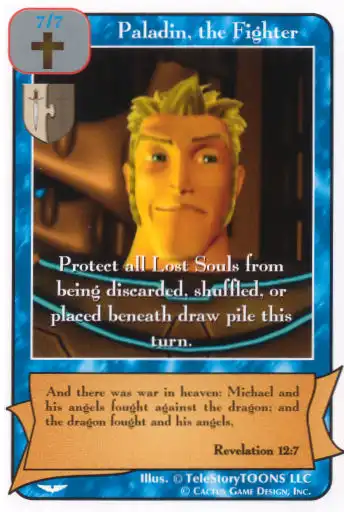 Paladin, the Fighter
7/7
Protect all Lost Souls from
being discarded, shuffled, or
placed beneath draw pile this
turn.
And there was war in heaven: Michael and
his angels fought against the dragon; and
the dragon fought and his angels,
Revelation 12:7
Illus. © TeleStoryTOONS LLC
© Cactus Game Design, Inc.